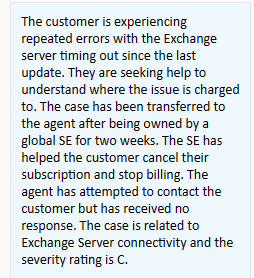 The customer is experiencing
repeated errors with the Exchange
server timing out since the last
update. They are seeking help to
understand where the issue is charged
to. The case has been transferred to
the agent after being owned by a
global SE for two weeks. The SE has
helped the customer cancel their
subscription and stop billing. The
agent has attempted to contact the
customer but has received no
response. The case is related to
Exchange Server connectivity and the
severity rating is C.